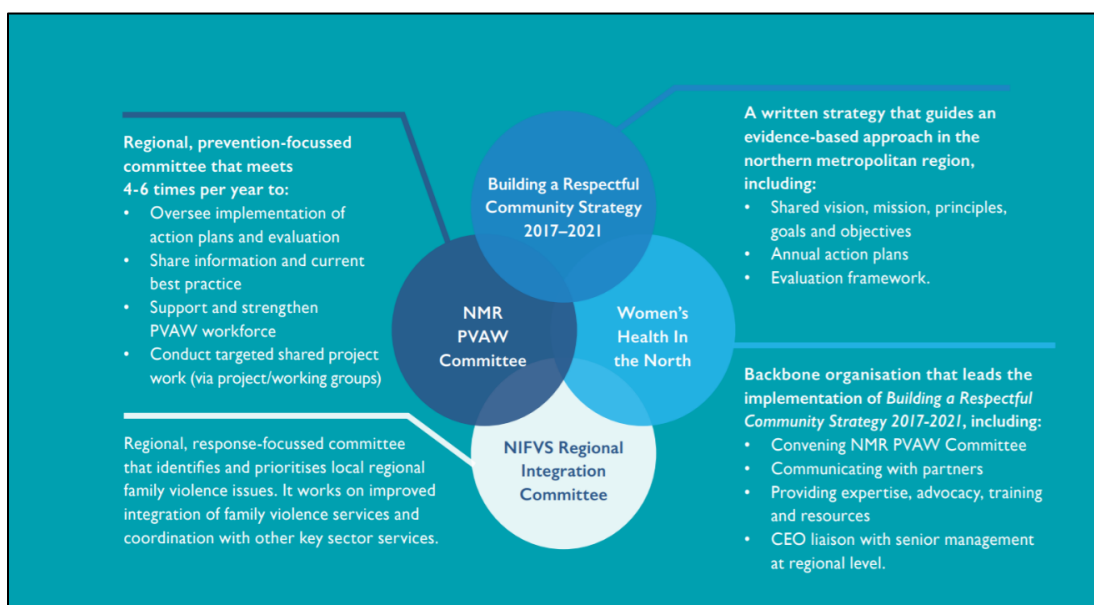 Regional, prevention-focussed
committee that meets
4-6 times per year to:
• Oversee implementation of
action plans and evaluation
• Share information and current
best practice
• Support and strengthen
PVAW workforce
• Conduct targeted shared project
work (via project/working groups)
Regional, response-focussed committee
that identifies and prioritises local regional
family violence issues. It works on improved
integration of family violence services and
coordination with other key sector services.
Building a Respectful
Community Strategy
2017–2021
NMR
PVAW
Committee
Women's
Health In
the North
NIFVS Regional
Integration
Committee
A written strategy that guides an
evidence-based approach in the
northern metropolitan region,
including:
• Shared vision, mission, principles,
goals and objectives
• Annual action plans
• Evaluation framework.
Backbone organisation that leads the
implementation of Building a Respectful
Community Strategy 2017-2021, including:
• Convening NMR PVAW Committee
• Communicating with partners
• Providing expertise, advocacy, training
and resources
• CEO liaison with senior management
at regional level.